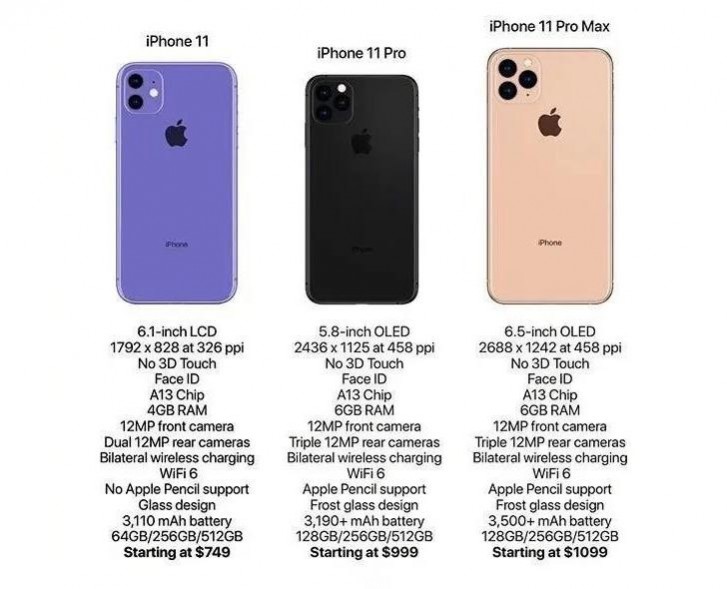 iPhone 11
iPhone
6.1-inch LCD
1792 x 828 at 326 ppi
No 3D Touch
Face ID
A13 Chip
4GB RAM
12MP front camera
Dual 12MP rear cameras
Bilateral wireless charging
WiFi 6
No Apple Pencil support
Glass design
3,110 mAh battery
64GB/256GB/512GB
Starting at $749
iPhone 11 Pro
iPhone
5.8-inch OLED
2436 x 1125 at 458 ppi
No 3D Touch
Face ID
A13 Chip
6GB RAM
12MP front camera
Triple 12MP rear cameras
Bilateral wireless charging
WiFi 6
Apple Pencil support
Frost glass design
3,190+ mAh battery
128GB/256GB/512GB
Starting at $999
iPhone 11 Pro Max
iPhone
6.5-inch OLED
2688 x 1242 at 458 ppi
No 3D Touch
Face ID
A13 Chip
6GB RAM
12MP front camera
Triple 12MP rear cameras
Bilateral wireless charging
WiFi 6
Apple Pencil support
Frost glass design
3,500+ mAh battery
128GB/256GB/512GB
Starting at $1099